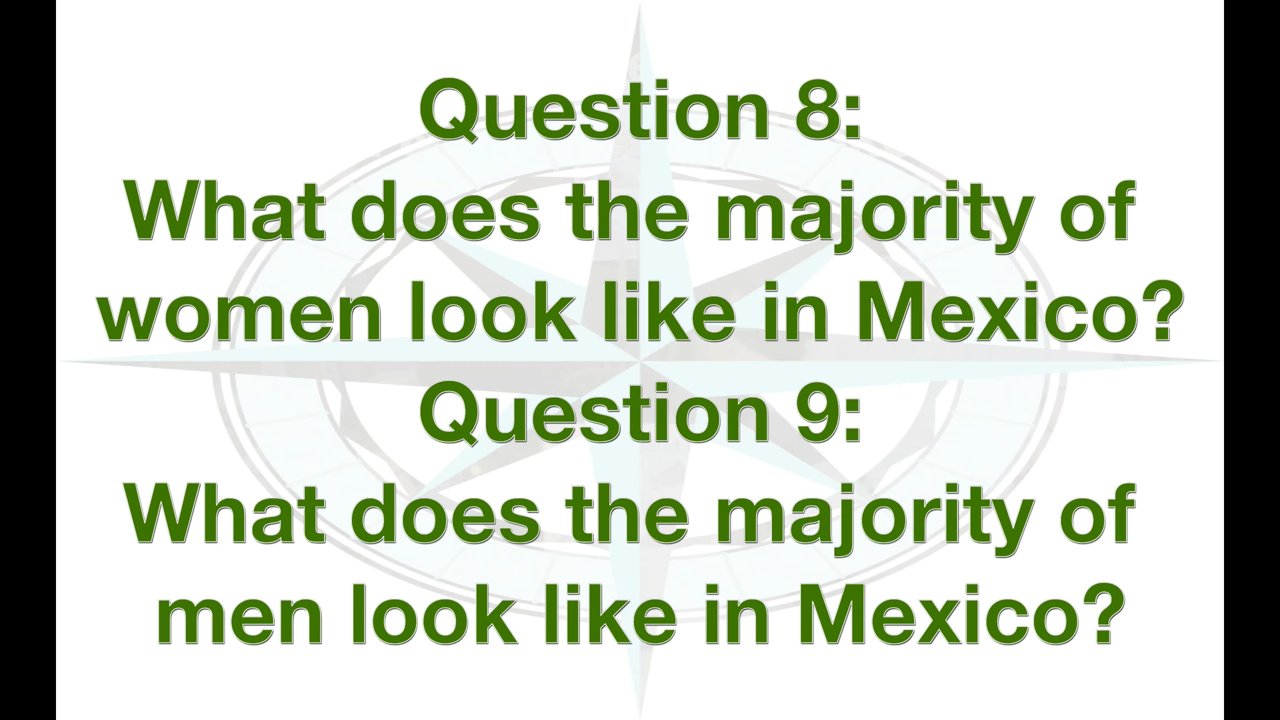 Question 8:
What does the majority of
women look like in Mexico?
Question 9:
What does the majority of
men look like in Mexico?